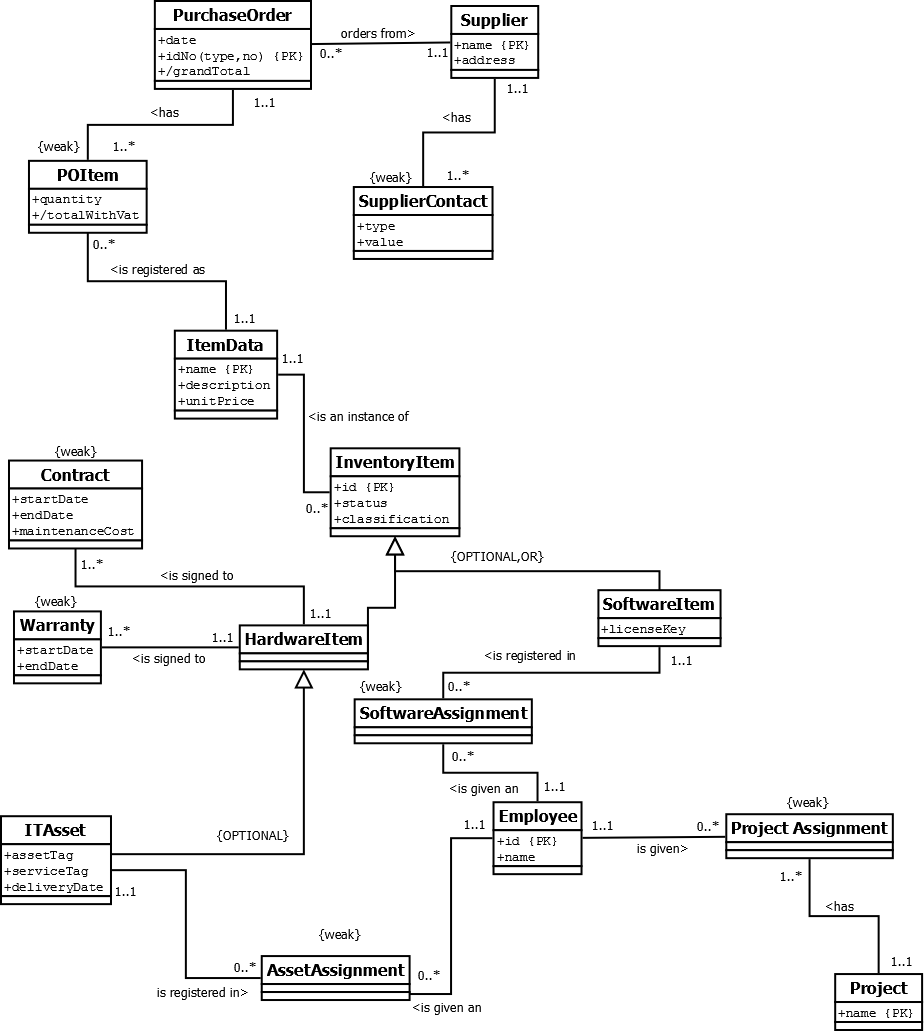 PurchaseOrder
+date
+idNo(type,no) {PK}
+/grandTotal
orders from>
0..*
1..1
Supplier
+name {PK}
+address
1..1
<has
1..1
<has
{weak}
1..*
{weak}
1..*
POItem
+quantity
+/totalWithVat
SupplierContact
+type
+value
0..*
<is registered as
1..1
ItemData
+name {PK}
+description
+unitPrice
1..1
<is an instance of
{weak}
Contract
+startDate
+endDate
+maintenanceCost
InventoryItem
+id {PK}
+status
+classification
0..*
1..*
<is signed to
{OPTIONAL,OR}
{weak}
1..1
SoftwareItem
+licenseKey
Warranty
+startDate
+endDate
1..*
1..1
<is signed to
HardwareItem
<is registered in
1..1
{weak}
0..*
SoftwareAssignment
0..*
<is given an
1..1
ITAsset
+assetTag
+serviceTag
+deliveryDate
{OPTIONAL}
1..1
Employee
+id {PK}
+name
1..1
1..1
0..*
is given>
{weak}
Project Assignment
1..*
<has
{weak}
0..*
is registered in>
AssetAssignment
0..*
<is given an
1..1
Project
+name {PK}